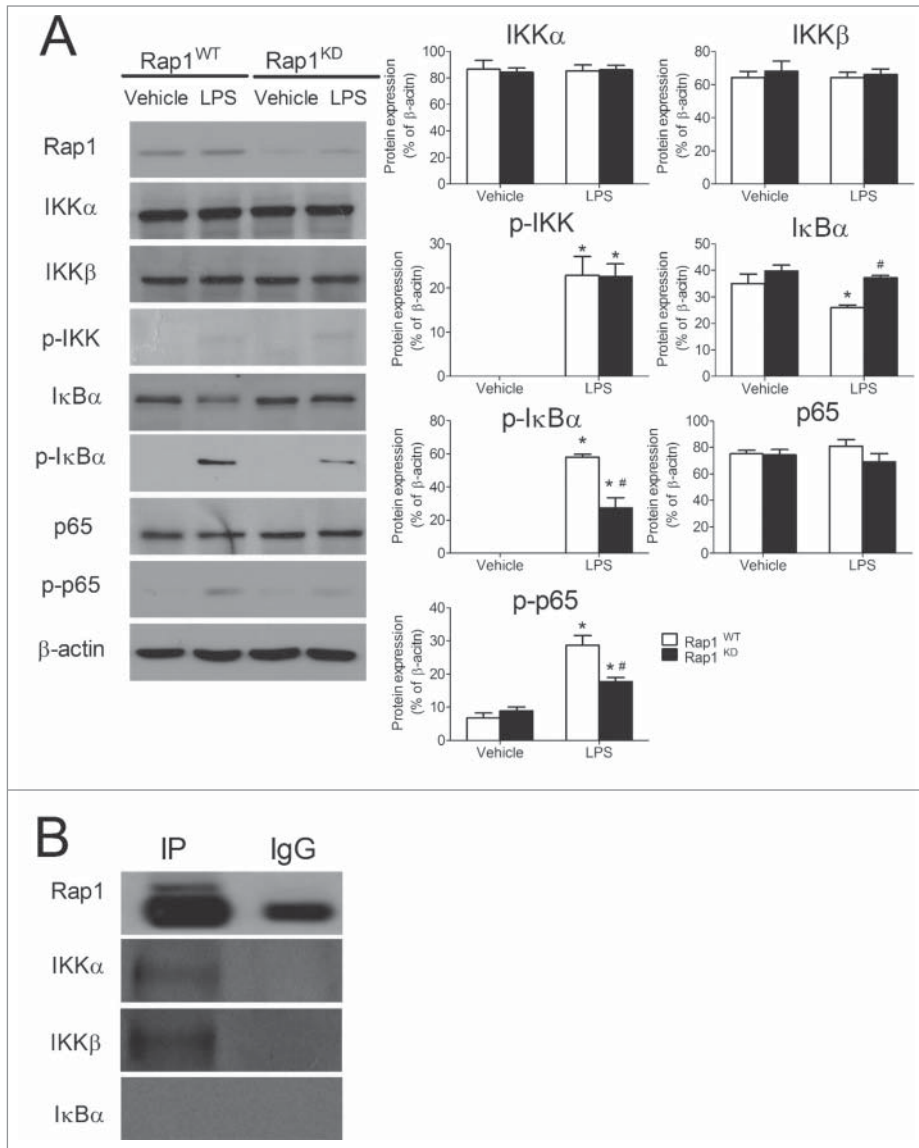 A
Rap1WT Rap1KD
Vehicle LPS Vehicle LPS
Rap1
IKKα
IKKβ
p-IKK
IκBα
p-IκBα
p65
p-p65
β-actin
IKKα
Protein expression
(% of β-acitn)
100
80
60
40
20
0
Vehicle LPS
IKKβ
Protein expression
(% of β-acitn)
80
60
40
20
0
Vehicle LPS
p-IKK
Protein expression
(% of β-acitn)
30
20
10
0
* *
Vehicle LPS
IκBα
Protein expression
(% of β-acitn)
50
40
30
20
10
0
* #
Vehicle LPS
p-IκBα
Protein expression
(% of β-acitn)
80
60
40
20
0
*
* #
Vehicle LPS
p65
Protein expression
(% of β-acitn)
100
80
60
40
20
0
Vehicle LPS
p-p65
Protein expression
(% of β-acitn)
40
30
20
10
0
*
* #
Vehicle LPS
Rap1 WT
Rap1 KD
B
IP IgG
Rap1
IKKα
IKKβ
IκBα